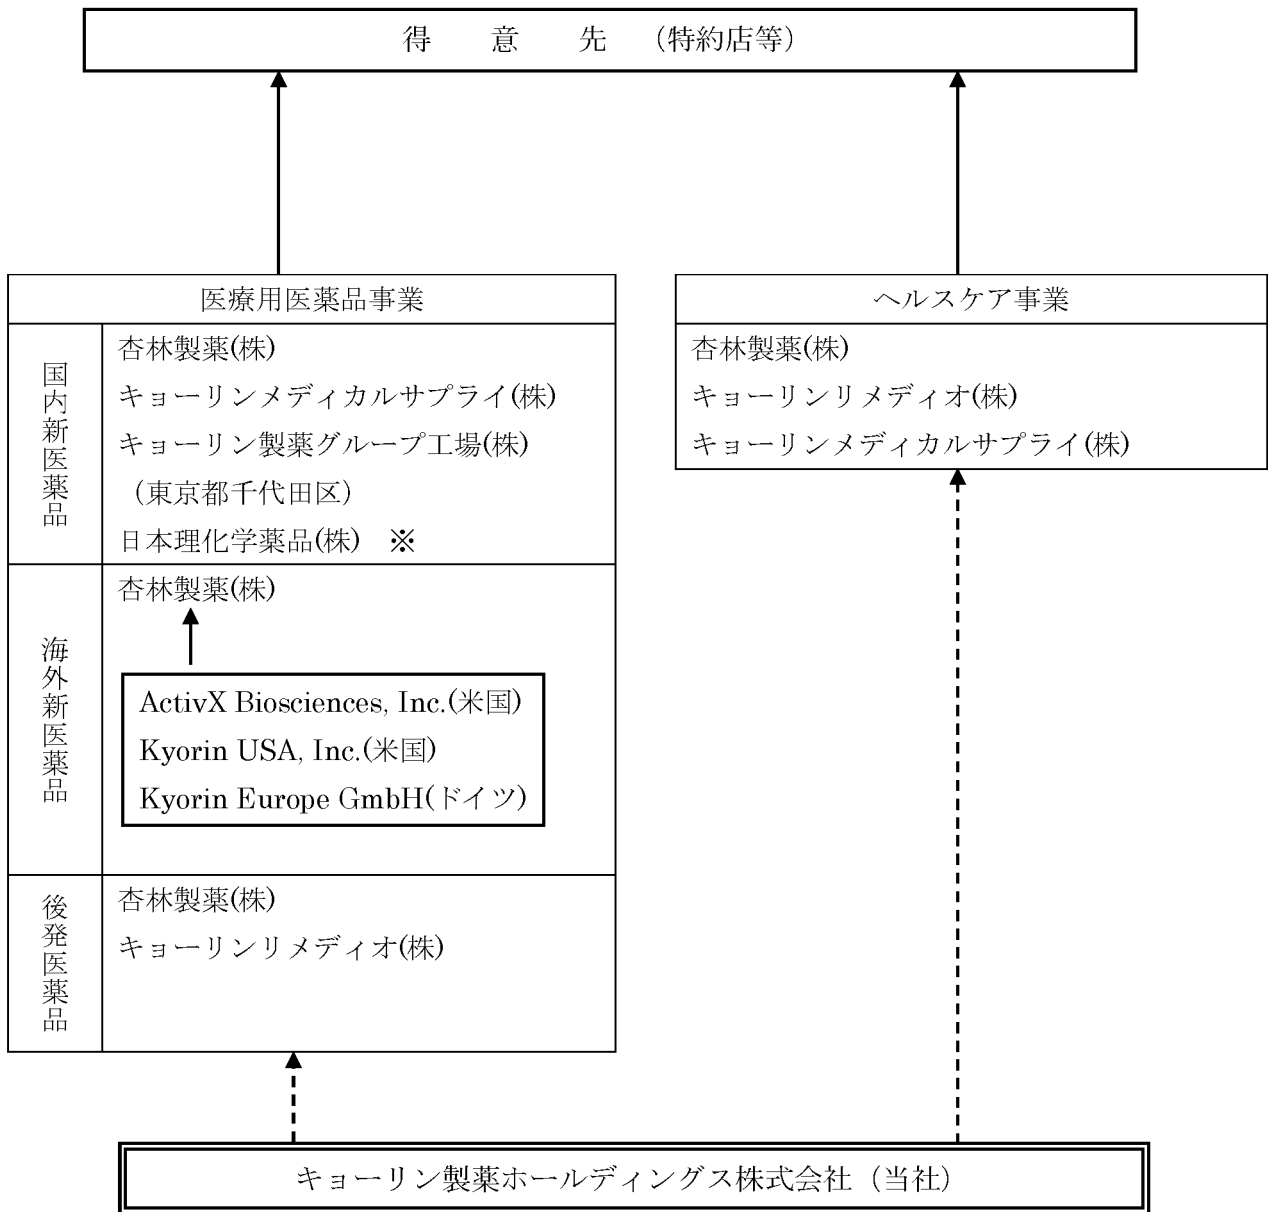 得 意 先 （特約店等）
医療用医薬品事業
国内新医薬品
杏林製薬(株)
キョーリンメディカルサプライ(株)
キョーリン製薬グループ工場(株)
（東京都千代田区）
日本理化学薬品(株) ※
海外新医薬品
杏林製薬(株)
ActivX Biosciences, Inc.(米国)
Kyorin USA, Inc.(米国)
Kyorin Europe GmbH(ドイツ)
後発医薬品
杏林製薬(株)
キョーリンリメディオ(株)
ヘルスケア事業
杏林製薬(株)
キョーリンリメディオ(株)
キョーリンメディカルサプライ(株)
キョーリン製薬ホールディングス株式会社（当社）